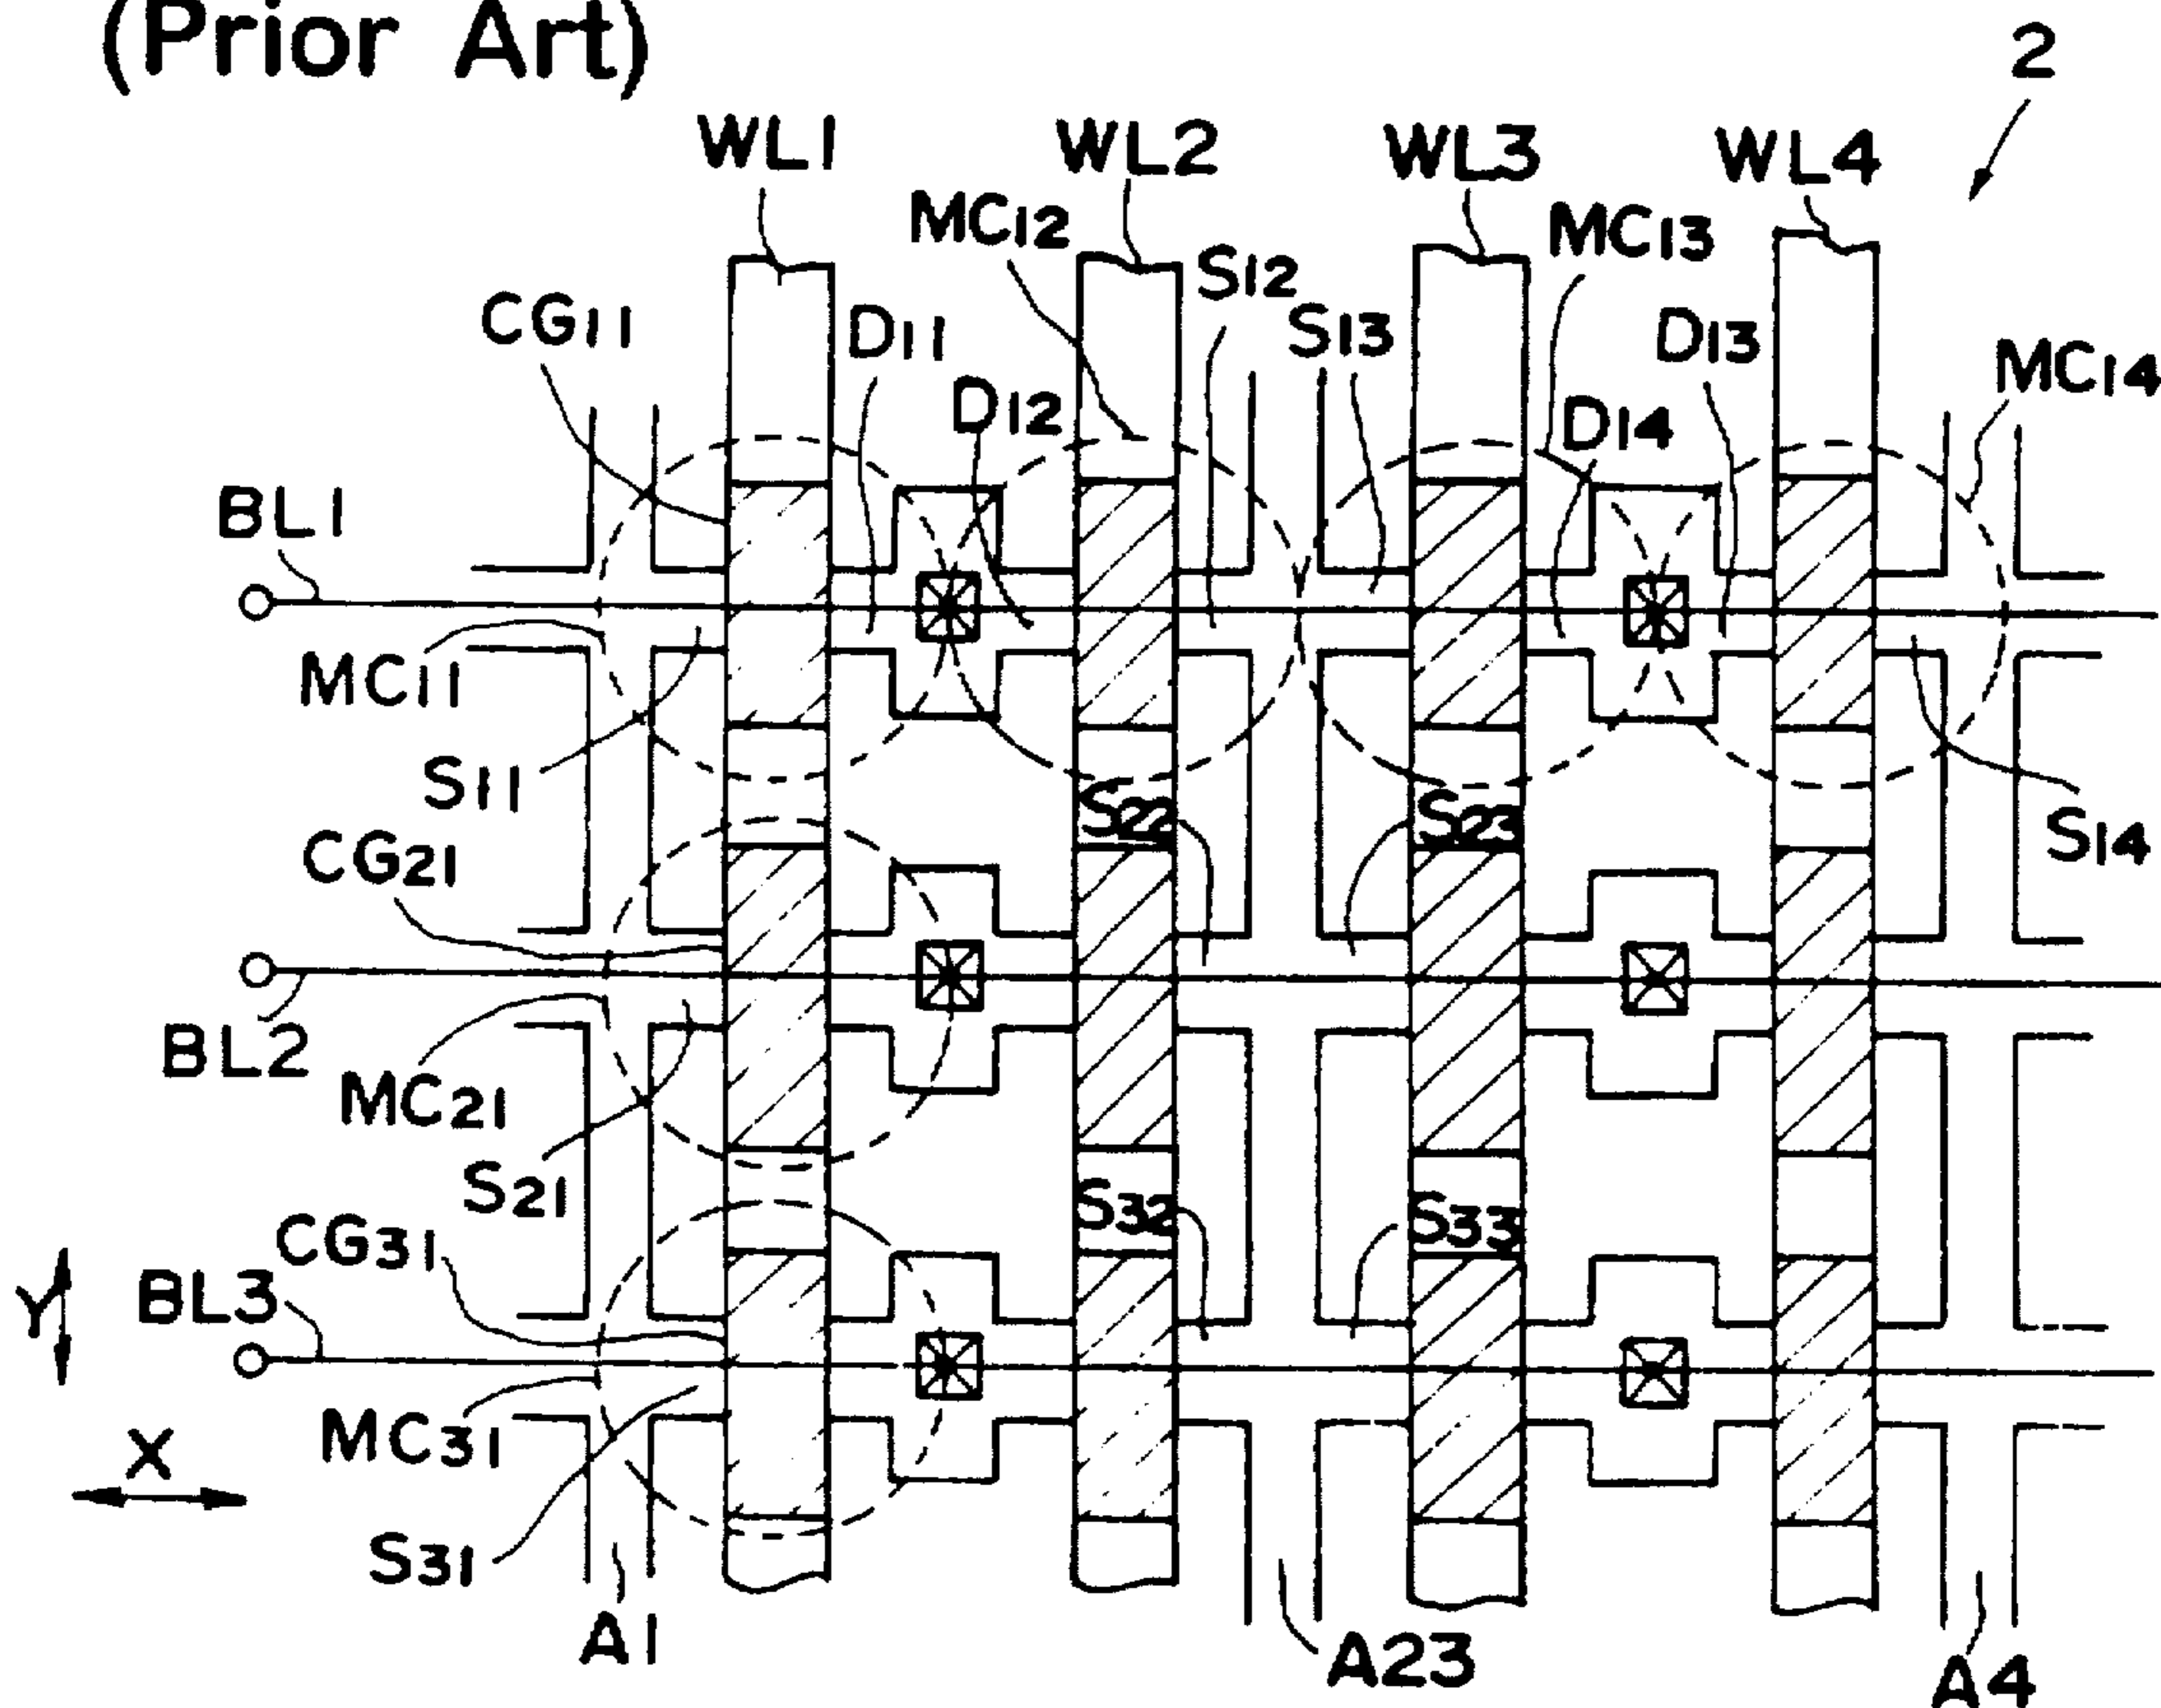 (Prior Art)
2
WL1
WL2
WL3
WL4
MC12
MC13
S12
CG11
D11
S13
D13
MC14
D12
D14
BL1
MC11
S11
S22
S23
S14
CG21
BL2
MC21
S21
S32
S33
CG31
BL3
Y
MC31
X
S31
A1
A23
A4